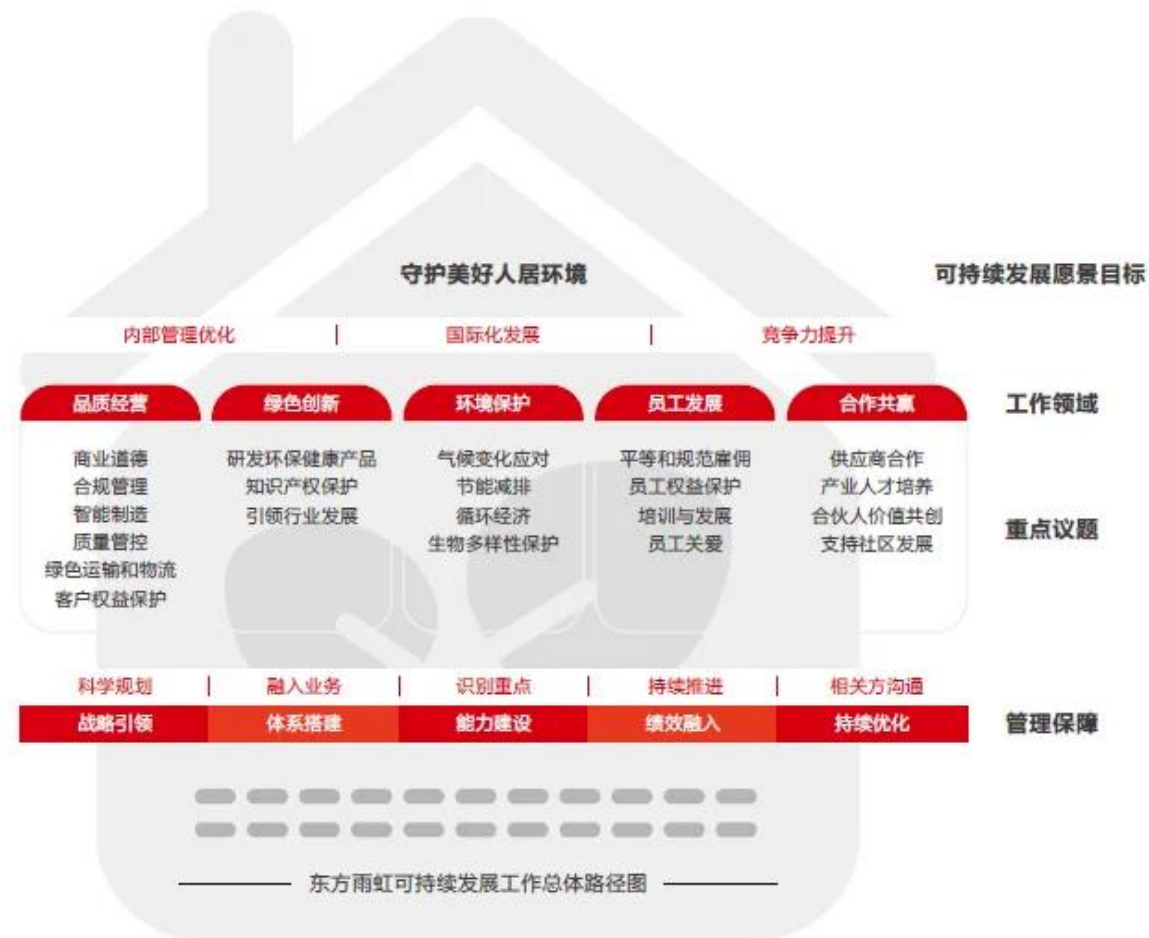 守护美好人居环境
可持续发展愿景目标
内部管理优化 | 国际化发展 | 竞争力提升
品质经营 绿色创新 环境保护 员工发展 合作共赢
工作领域
商业道德
合规管理
智能制造
质量管控
绿色运输和物流
客户权益保护
研发环保健康产品
知识产权保护
引领行业发展
气候变化应对
节能减排
循环经济
生物多样性保护
平等和规范雇佣
员工权益保护
培训与发展
员工关爱
供应商合作
产业人才培养
合伙人价值共创
支持社区发展
重点议题
科学规划 | 融入业务 | 识别重点 | 持续推进 | 相关方沟通
战略引领 体系搭建 能力建设 绩效融入 持续优化
管理保障
东方雨虹可持续发展工作总体路径图